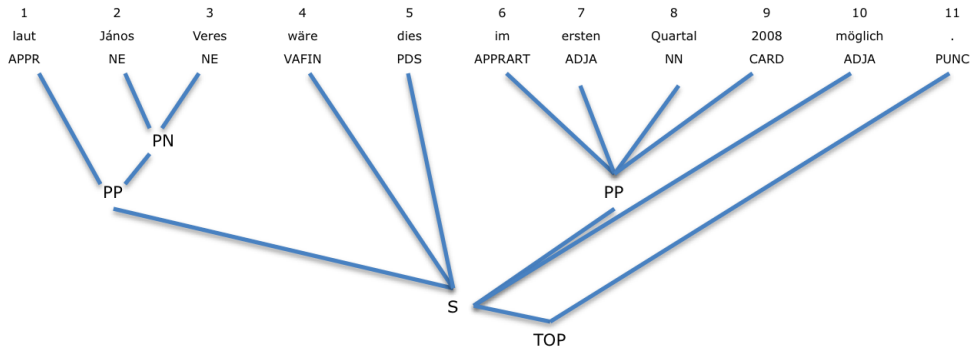 1 2 3 4 5 6 7 8 9 10 11
laut János Veres wäre dies im ersten Quartal 2008 möglich .
APPR NE NE VAFIN PDS APPRART ADJA NN CARD ADJA PUNC
PN
PP PP
S
TOP